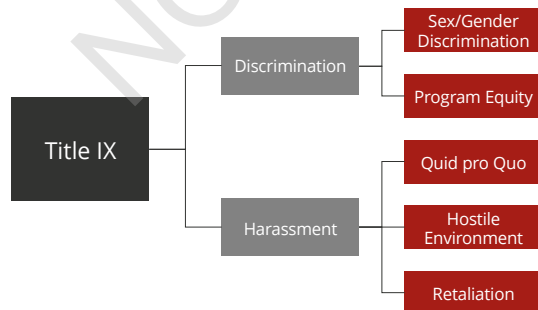 Title IX
Discrimination
Sex/Gender
Discrimination
Program Equity
Harassment
Quid pro Quo
Hostile
Environment
Retaliation